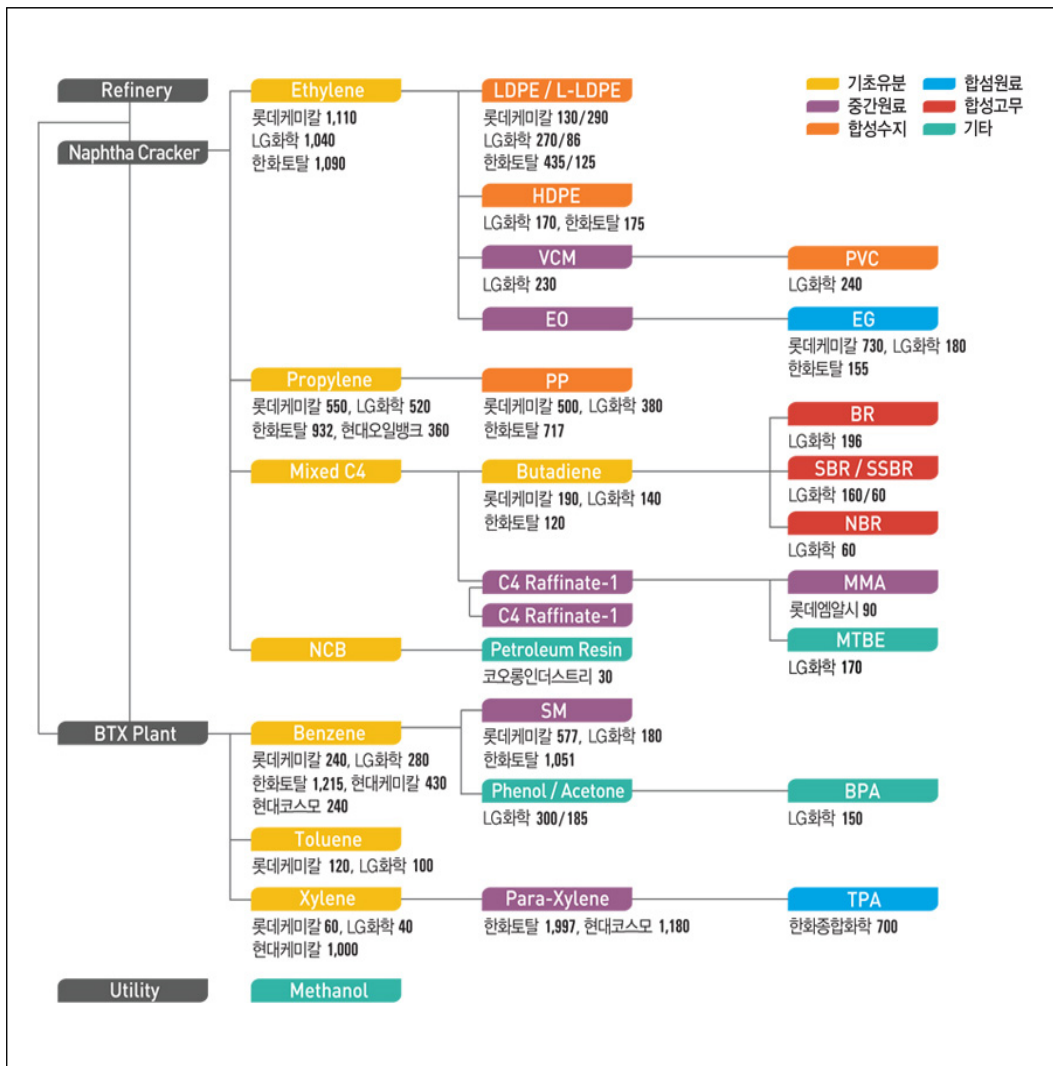 Refinery
Naphtha Cracker
Ethylene
롯데케미칼 1,110
LG화학 1,040
한화토탈 1,090
LDPE / L-LDPE
롯데케미칼 130/290
LG화학 270/86
한화토탈 435/125
기초유분
중간원료
합성수지
합섬원료
합성고무
기타
HDPE
LG화학 170, 한화토탈 175
VCM
LG화학 230
PVC
LG화학 240
EO
EG
롯데케미칼 730, LG화학 180
한화토탈 155
Propylene
롯데케미칼 550, LG화학 520
한화토탈 932, 현대오일뱅크 360
PP
롯데케미칼 500, LG화학 380
한화토탈 717
Mixed C4
Butadiene
롯데케미칼 190, LG화학 140
한화토탈 120
BR
LG화학 196
SBR / SSBR
LG화학 160/60
NBR
LG화학 60
C4 Raffinate-1
C4 Raffinate-1
MMA
롯데엠알시 90
MTBE
LG화학 170
NCB
Petroleum Resin
코오롱인더스트리 30
BTX Plant
Benzene
롯데케미칼 240, LG화학 280
한화토탈 1,215, 현대케미칼 430
현대코스모 240
SM
롯데케미칼 577, LG화학 180
한화토탈 1,051
Phenol / Acetone
LG화학 300/185
BPA
LG화학 150
Toluene
롯데케미칼 120, LG화학 100
Xylene
롯데케미칼 60, LG화학 40
현대케미칼 1,000
Para-Xylene
한화토탈 1,997, 현대코스모 1,180
TPA
한화종합화학 700
Utility
Methanol